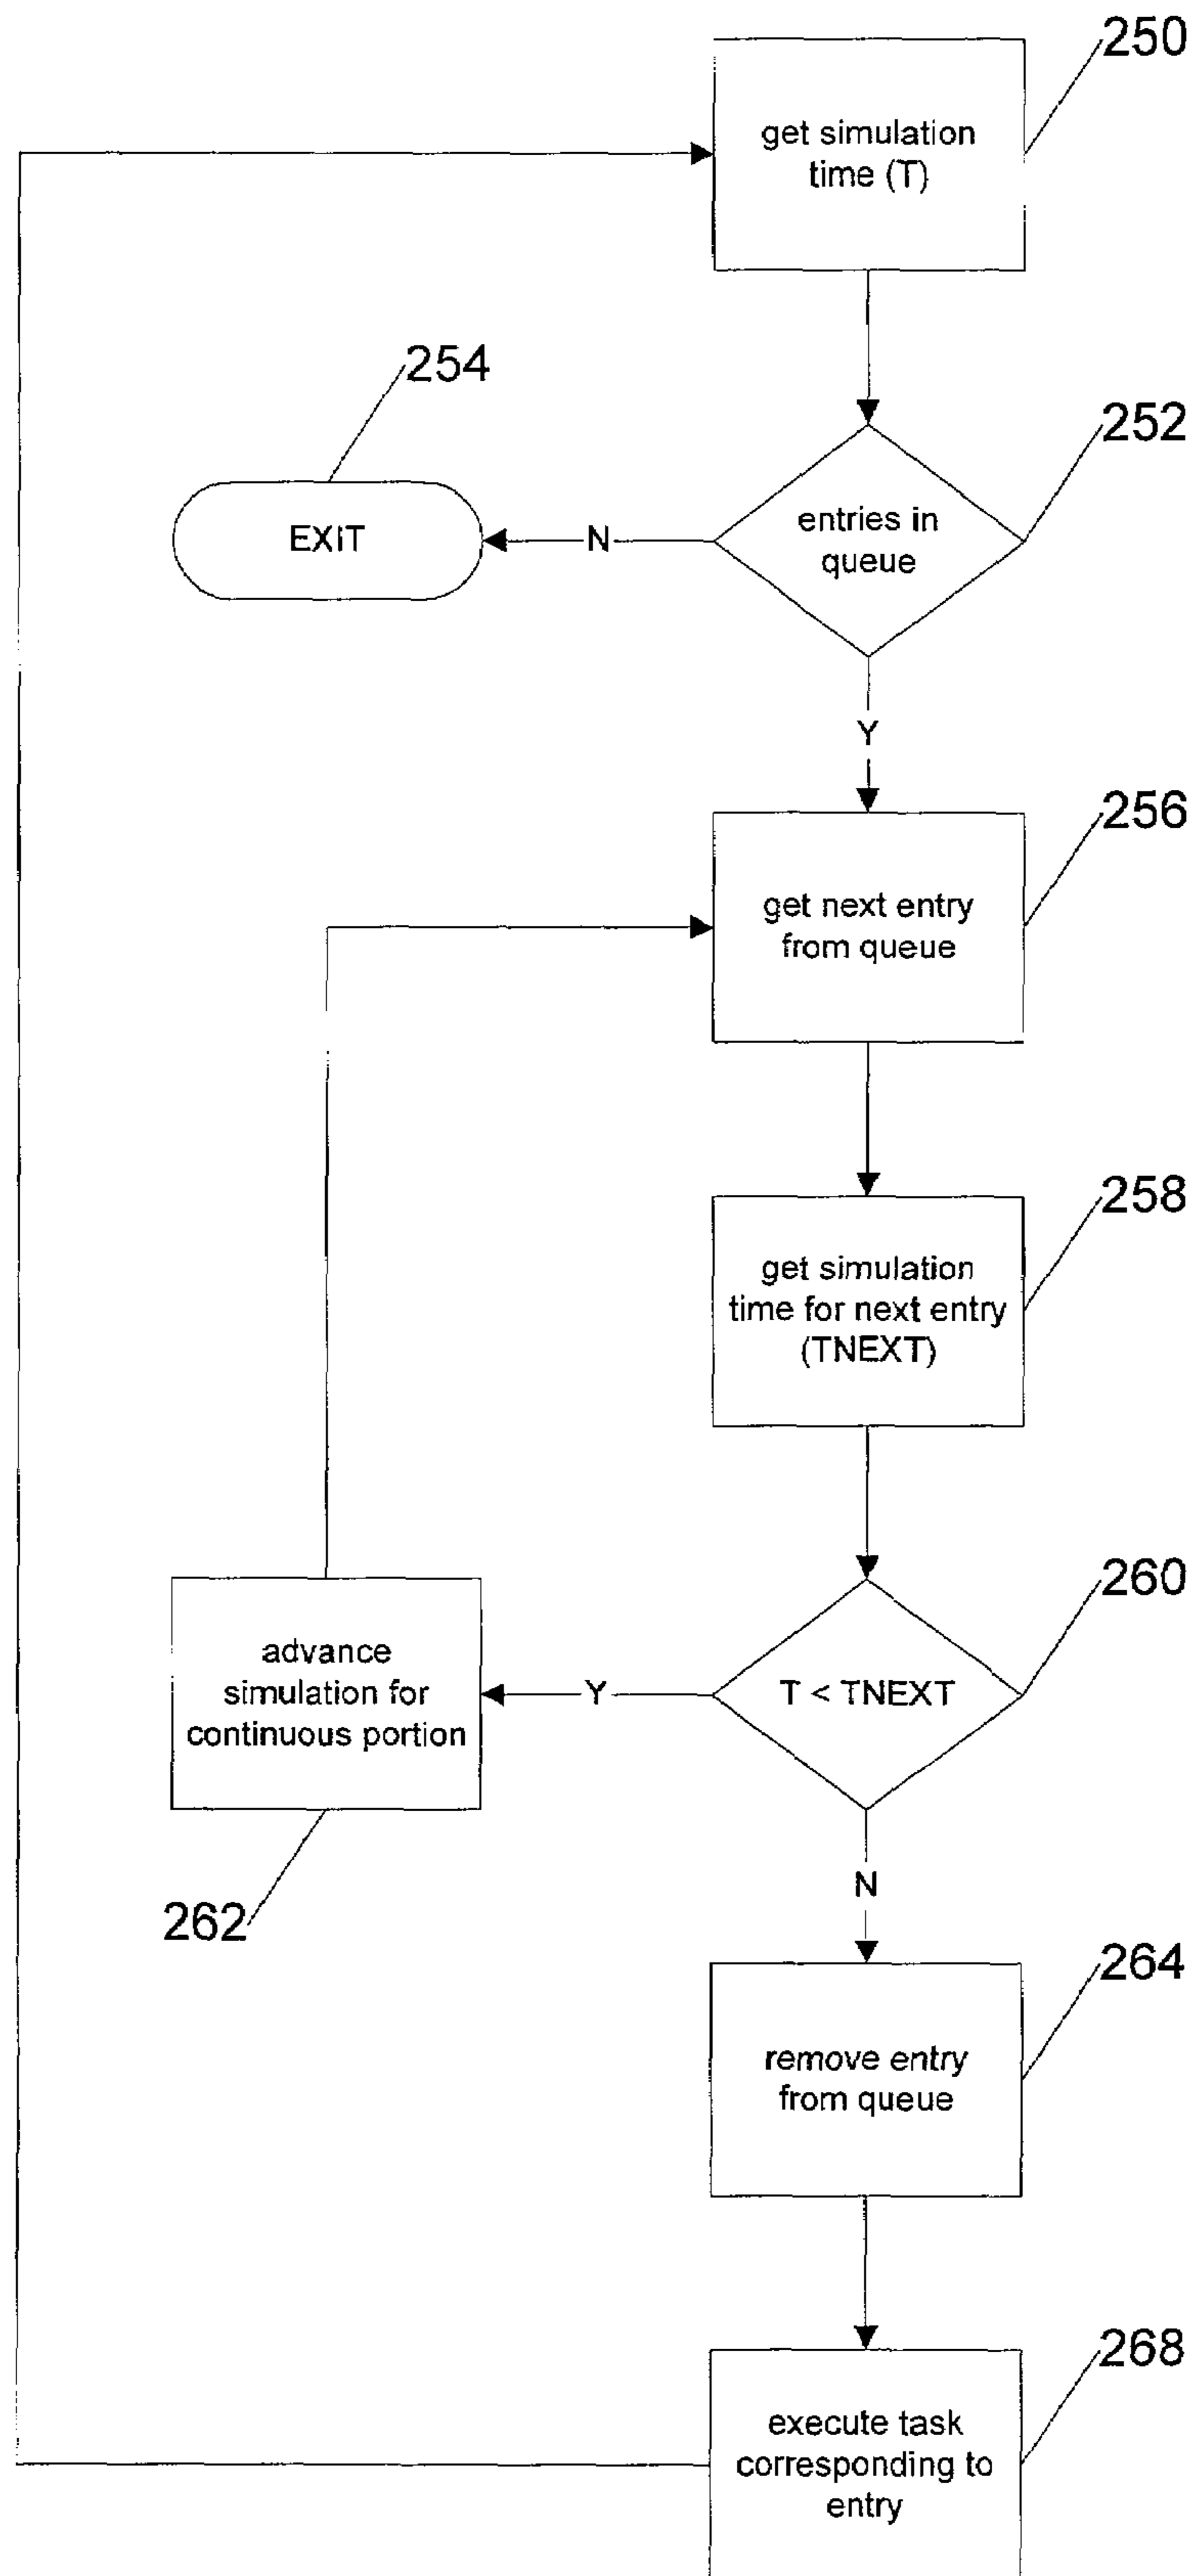 250
get simulation
time (T)
254
252
EXIT
N
entries in
queue
Y
256
get next entry
from queue
258
get simulation
time for next entry
(TNEXT)
260
advance
simulation for
continuous portion
Y
T < TNEXT
262
N
264
remove entry
from queue
268
execute task
corresponding to
entry